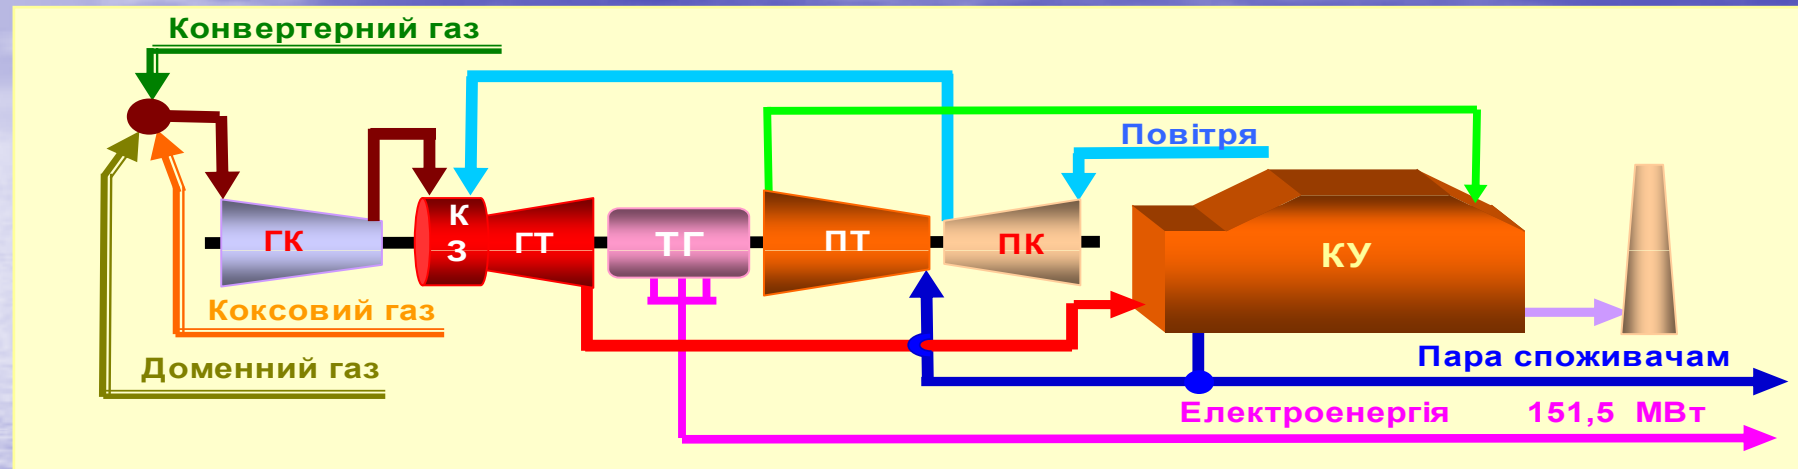 Конвертерний газ
Повітря
К
З
ГК
ГТ
ТГ
ПТ
ПК
КУ
Коксовий газ
Доменний газ
Пара споживачам
Електроенергія 151,5 МВт